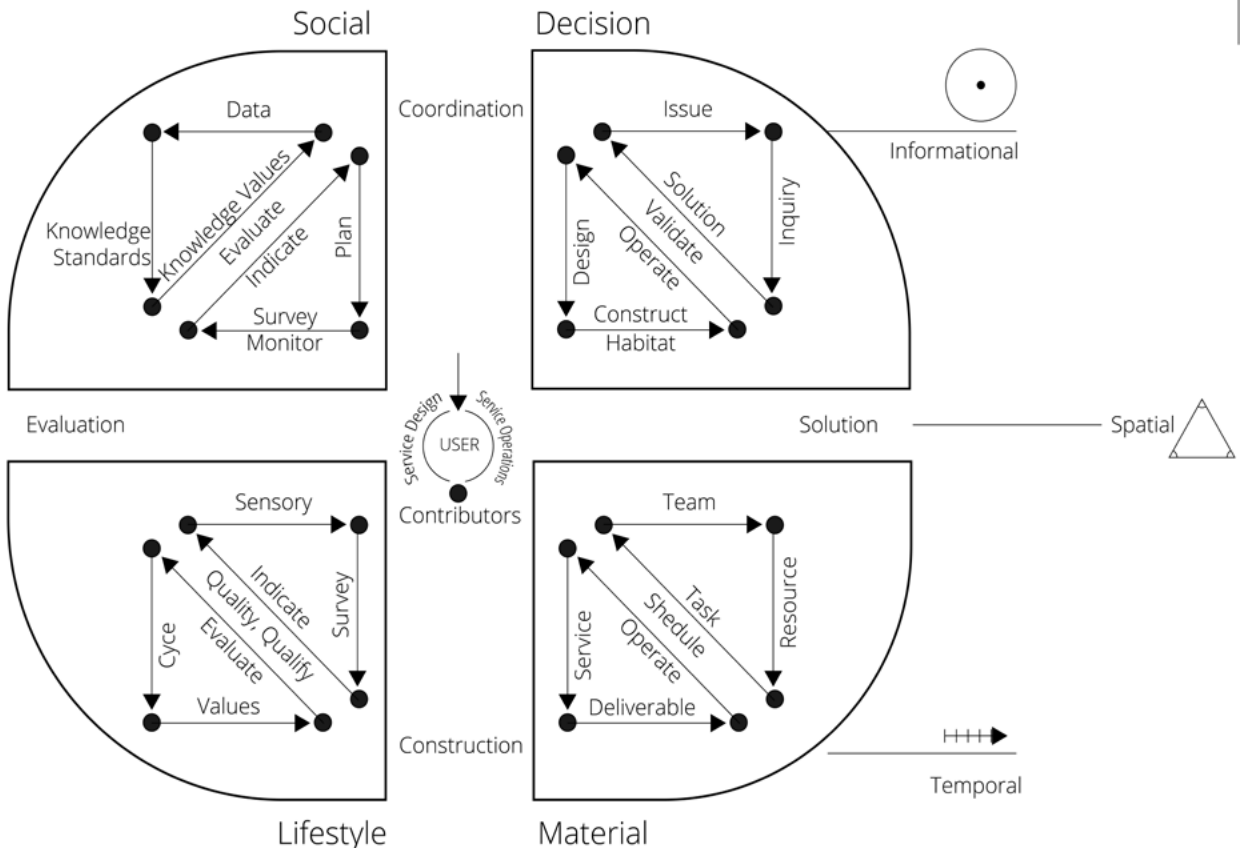 Social
Decision
Data
Coordination
Issue
Informational
Knowledge
Standards
Knowledge Values
Evaluate
Indicate
Plan
Survey
Monitor
Design
Solution
Validate
Operate
Inquiry
Construct
Habitat
Evaluation
Service Design
USER
Service Operations
Solution
Spatial
Contributors
Sensory
Indicate
Quality, Qualify
Evaluate
Survey
Cyce
Values
Team
Task
Shedule
Operate
Resource
Service
Deliverable
Construction
Temporal
Lifestyle
Material